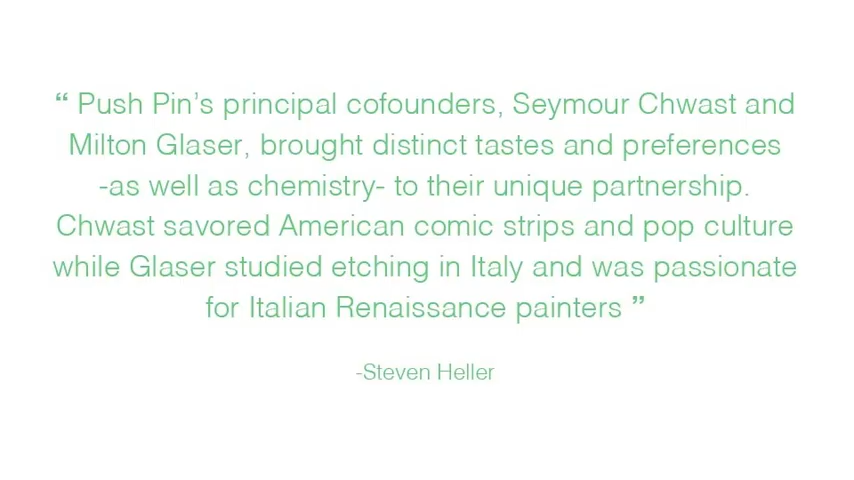 “ Push Pin’s principal cofounders, Seymour Chwast and
Milton Glaser, brought distinct tastes and preferences
-as well as chemistry- to their unique partnership.
Chwast savored American comic strips and pop culture
while Glaser studied etching in Italy and was passionate
for Italian Renaissance painters ”
-Steven Heller